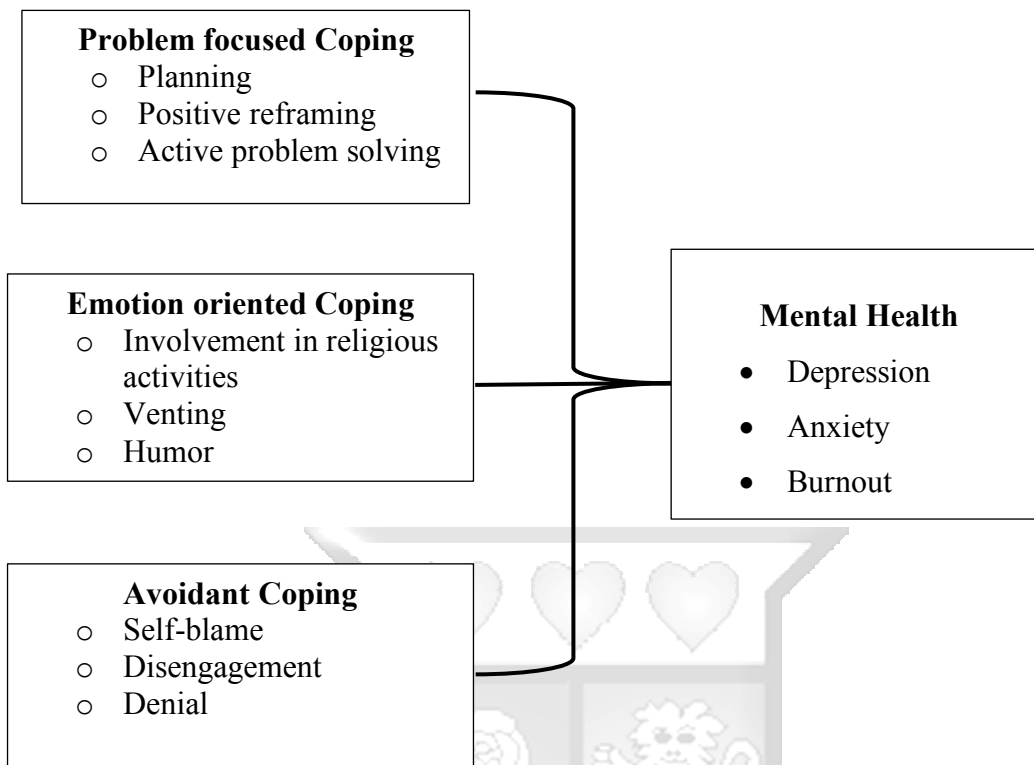 Problem focused Coping
o Planning
o Positive reframing
o Active problem solving
Emotion oriented Coping
o Involvement in religious
activities
o Venting
o Humor
Avoidant Coping
o Self-blame
o Disengagement
o Denial
Mental Health
• Depression
• Anxiety
• Burnout